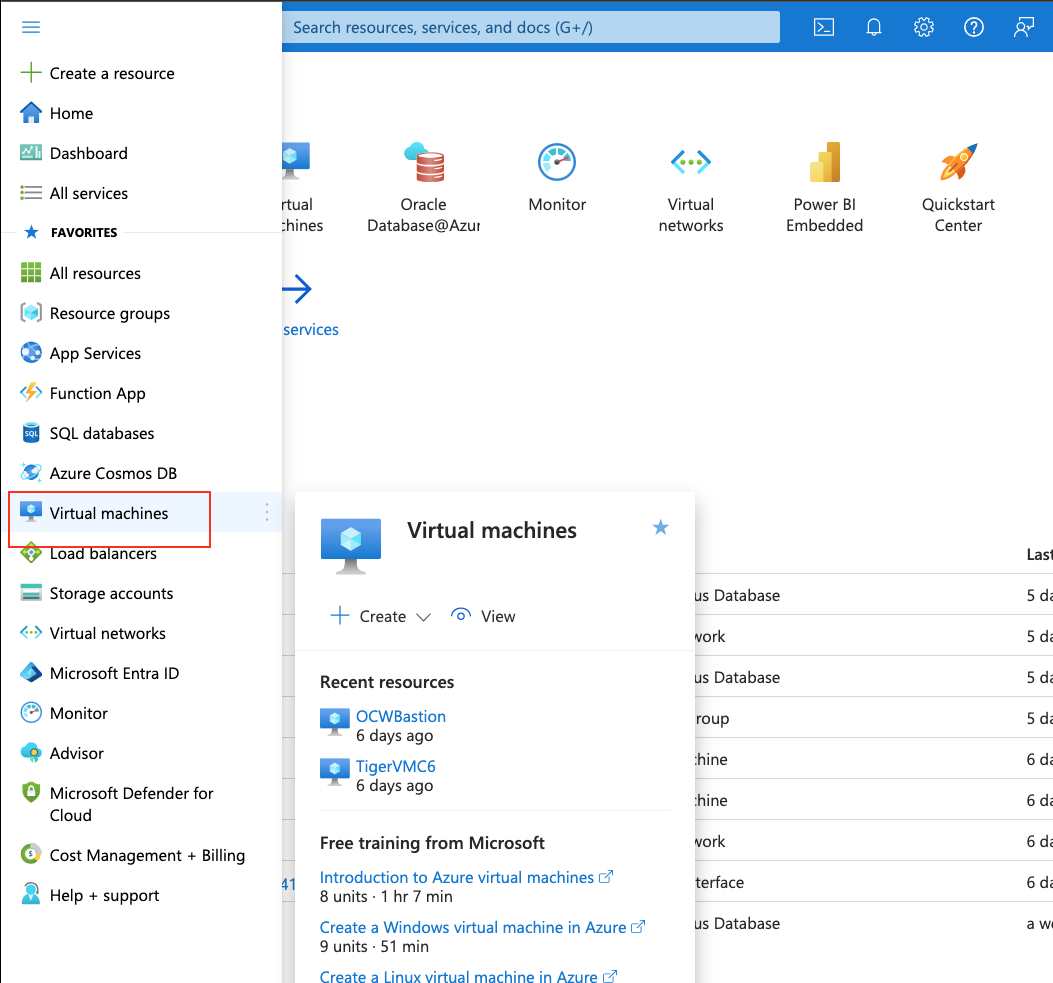 Search resources, services, and docs (G+/)
Create a resource
Home
Dashboard
All services
FAVORITES
All resources
Resource groups
App Services
Function App
SQL databases
SQL
Azure Cosmos DB
Virtual machines
Load balancers
Storage accounts
Virtual networks
Microsoft Entra ID
Monitor
Advisor
Microsoft Defender for
Cloud
Cost Management + Billing
Help + support
Oracle
Database@Azur
Monitor
Virtual
networks
Power BI
Embedded
Quickstart
Center
services
Virtual machines
Create
View
Recent resources
OCWBastion
6 days ago
TigerVMC6
6 days ago
Free training from Microsoft
Introduction to Azure virtual machines
8 units · 1 hr 7 min
Create a Windows virtual machine in Azure
9 units · 51 min
Create a Linux virtual machine in Azure
Last
us Database
5 da
work
5 da
us Database
5 da
group
5 da
chine
6 da
chine
6 da
work
6 da
41
terface
6 da
us Database
a we